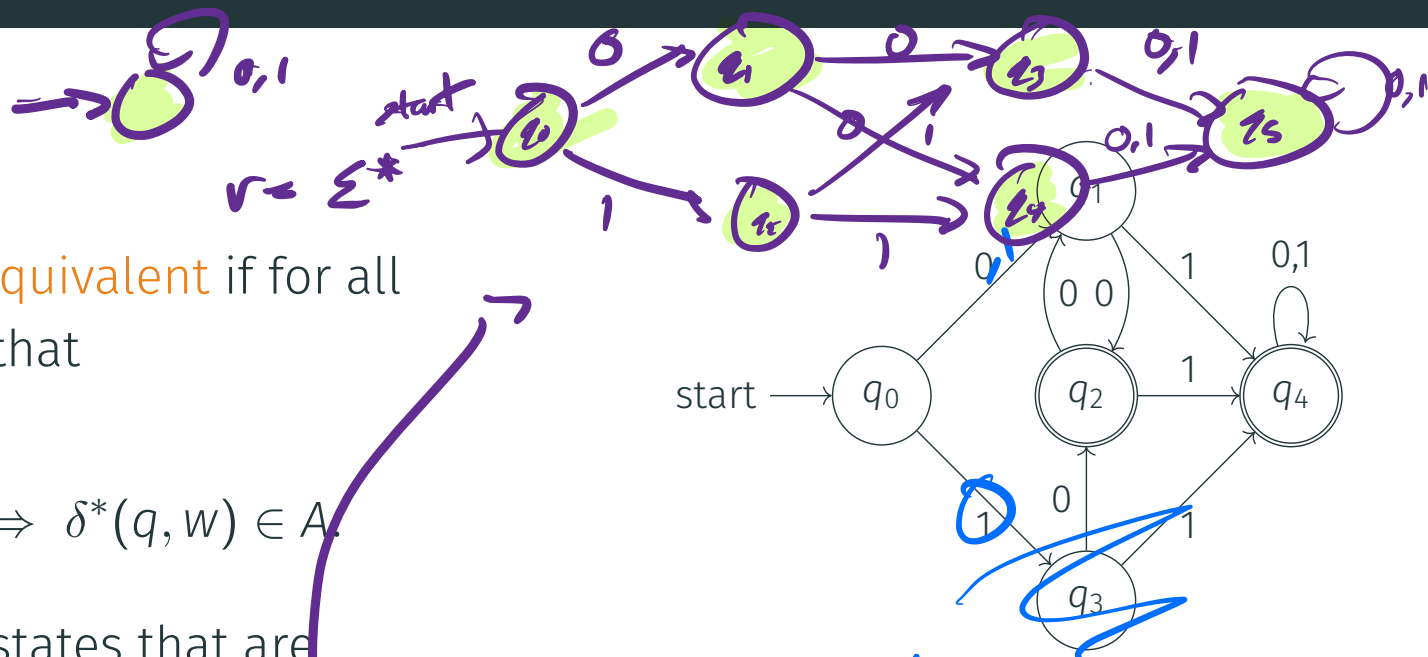 0,1
start
r = Σ*
q0
0
1
q1
q2
0
0
1
1
q3
q4
0,1
0,1
q5
0,1
quivalent if for all
that
⇒ δ*(q, w) ∈ A.
states that are
start
q0
0,1
1
q1
0 0
1
q2
1
0,1
q4
0
1
q3